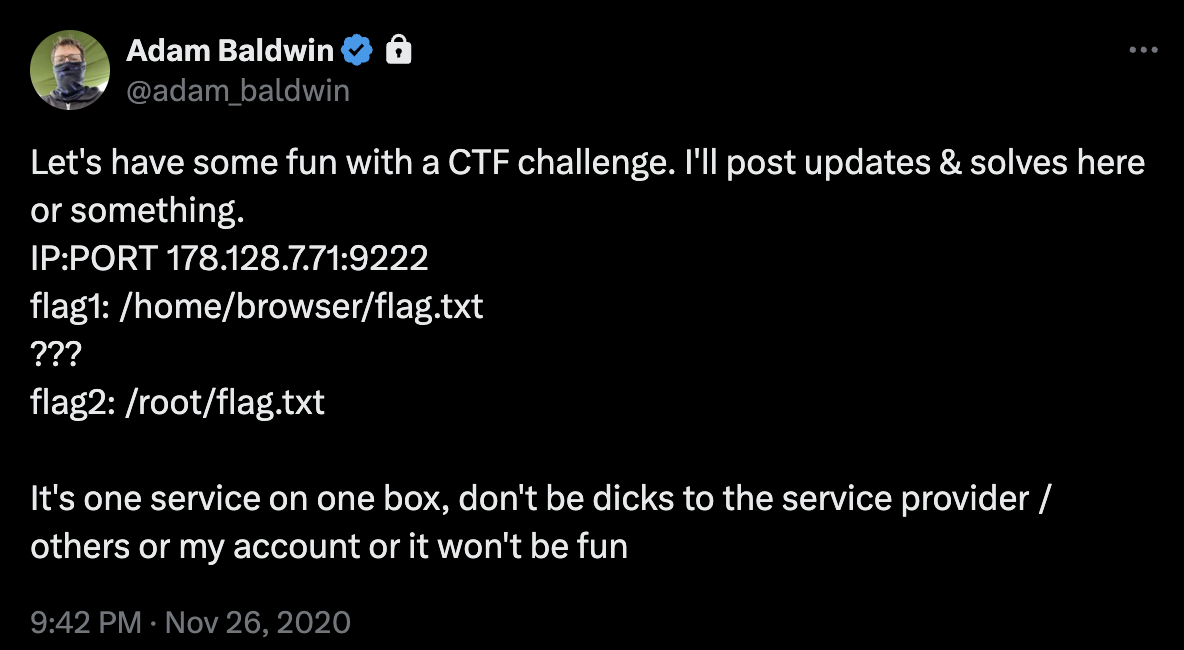 Adam Baldwin
@adam_baldwin
Let's have some fun with a CTF challenge. I'll post updates & solves here
or something.
IP:PORT 178.128.7.71:9222
flag1: /home/browser/flag.txt
???
flag2: /root/flag.txt
It's one service on one box, don't be dicks to the service provider /
others or my account or it won't be fun
9:42 PM · Nov 26, 2020